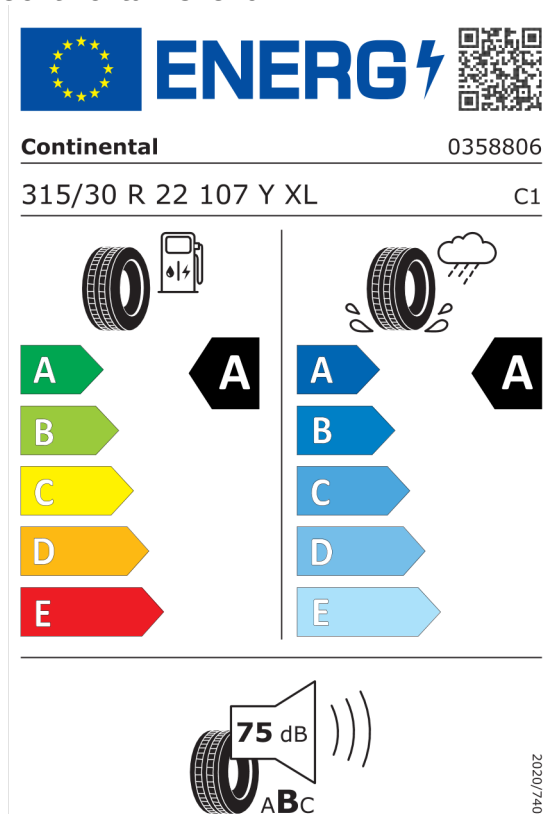 ENERG
Continental 0358806
315/30 R 22 107 Y XL C1
A A A A
B B
C C
D D
E E
75 dB
ABC
2020/740